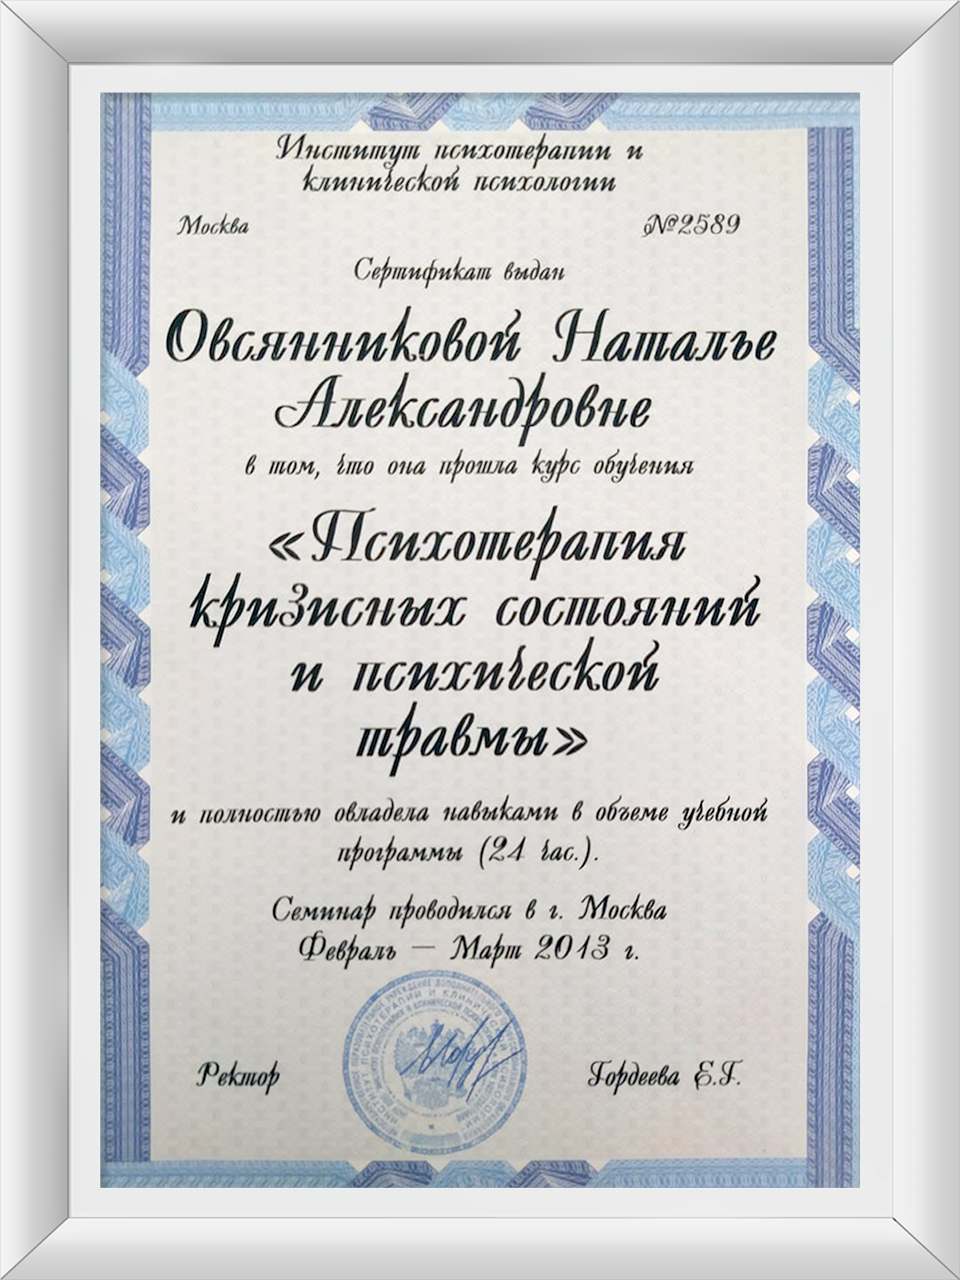 Институт психотерапии и
клинической психологии
Москва №2589
Сертификат выдан
Овсянниковой Наталье
Александровне
в том, что она прошла курс обучения
«Психотерапия
кризисных состояний
и психической
травмы»
и полностью овладела навыками в объеме учебной
программы (24 час.).
Семинар проводился в г. Москва
Февраль — Март 2013 г.
Ректор Гордеева Е.Г.